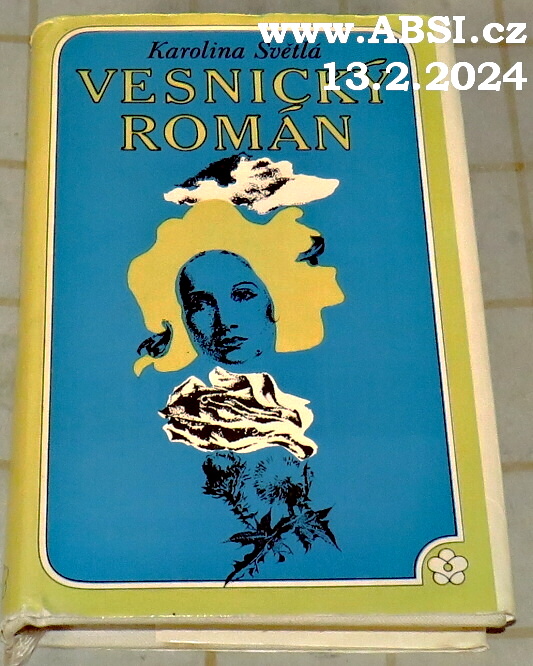 www.ABSI.cz
13.2.2024
Karolina Světlá
VESNICKÝ
ROMÁN